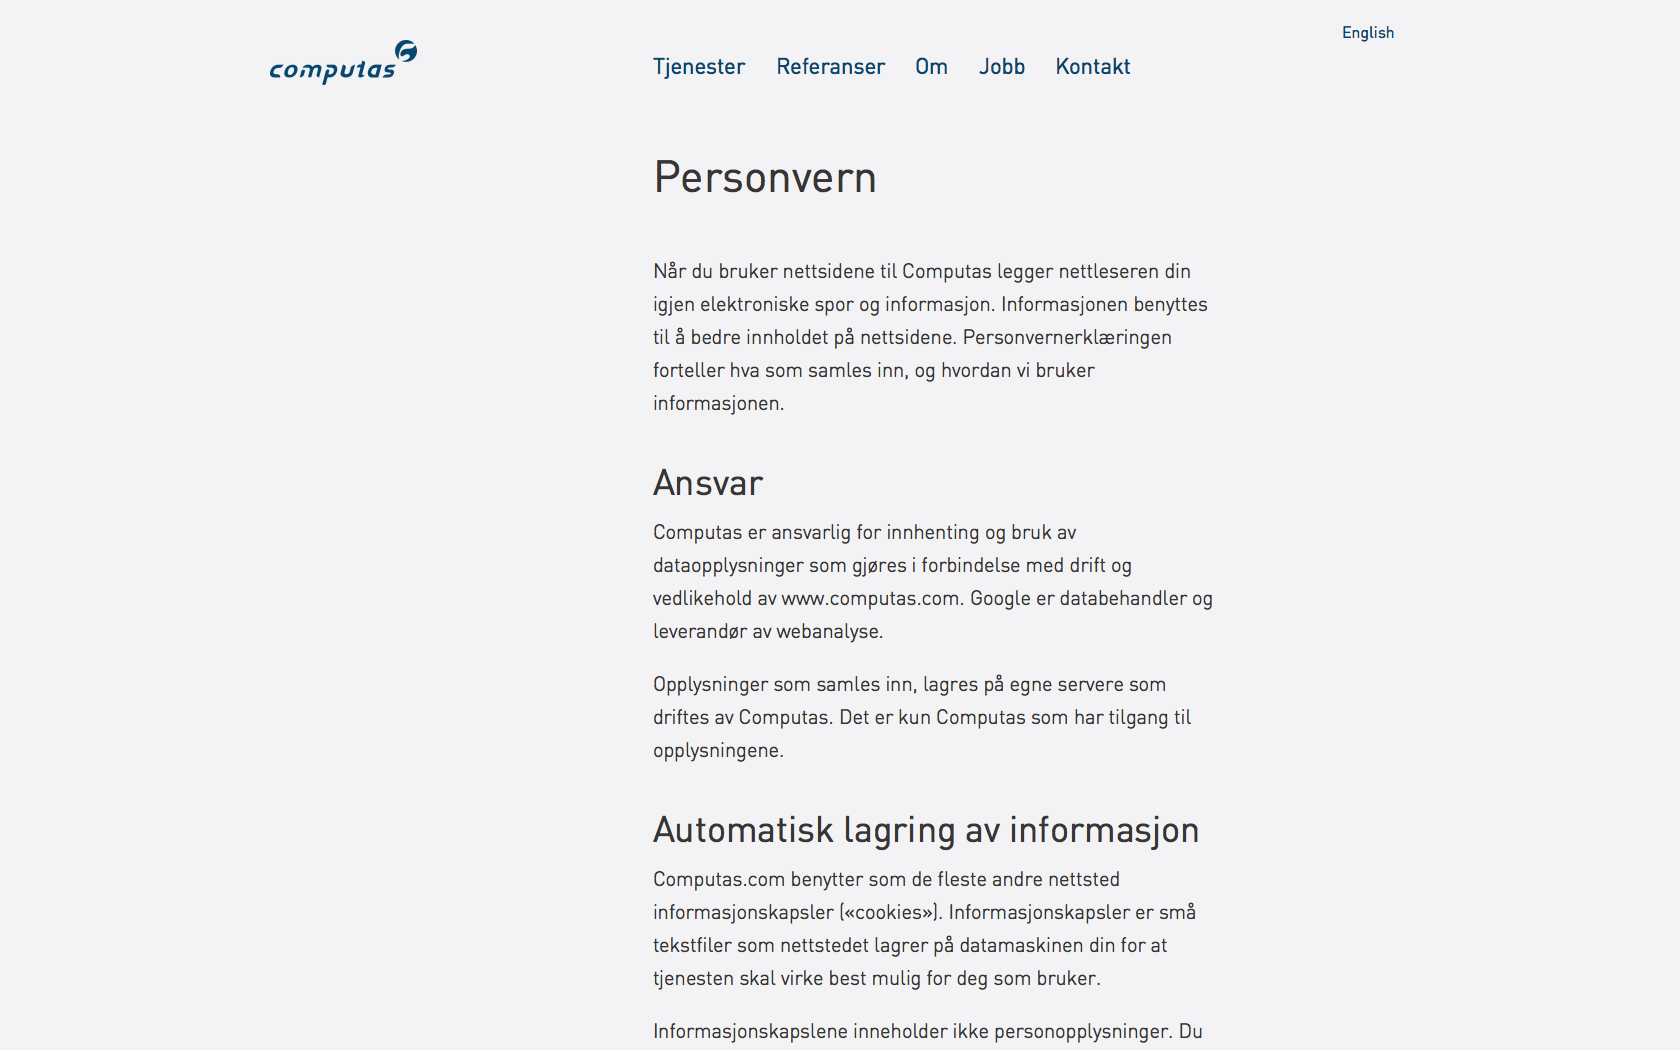 English
computas
Tjenester Referanser Om Jobb Kontakt
Personvern
Når du bruker nettsidene til Computas legger nettleseren din
igjen elektroniske spor og informasjon. Informasjonen benyttes
til å bedre innholdet på nettsidene. Personvernerklæringen
forteller hva som samles inn, og hvordan vi bruker
informasjonen.
Ansvar
Computas er ansvarlig for innhenting og bruk av
dataopplysninger som gjøres i forbindelse med drift og
vedlikehold av www.computas.com. Google er databehandler og
leverandør av webanalyse.
Opplysninger som samles inn, lagres på egne servere som
driftes av Computas. Det er kun Computas som har tilgang til
opplysningene.
Automatisk lagring av informasjon
Computas.com benytter som de fleste andre nettsted
informasjonskapsler («cookies»). Informasjonskapsler er små
tekstfiler som nettstedet lagrer på datamaskinen din for at
tjenesten skal virke best mulig for deg som bruker.
Informasjonskapslene inneholder ikke personopplysninger. Du